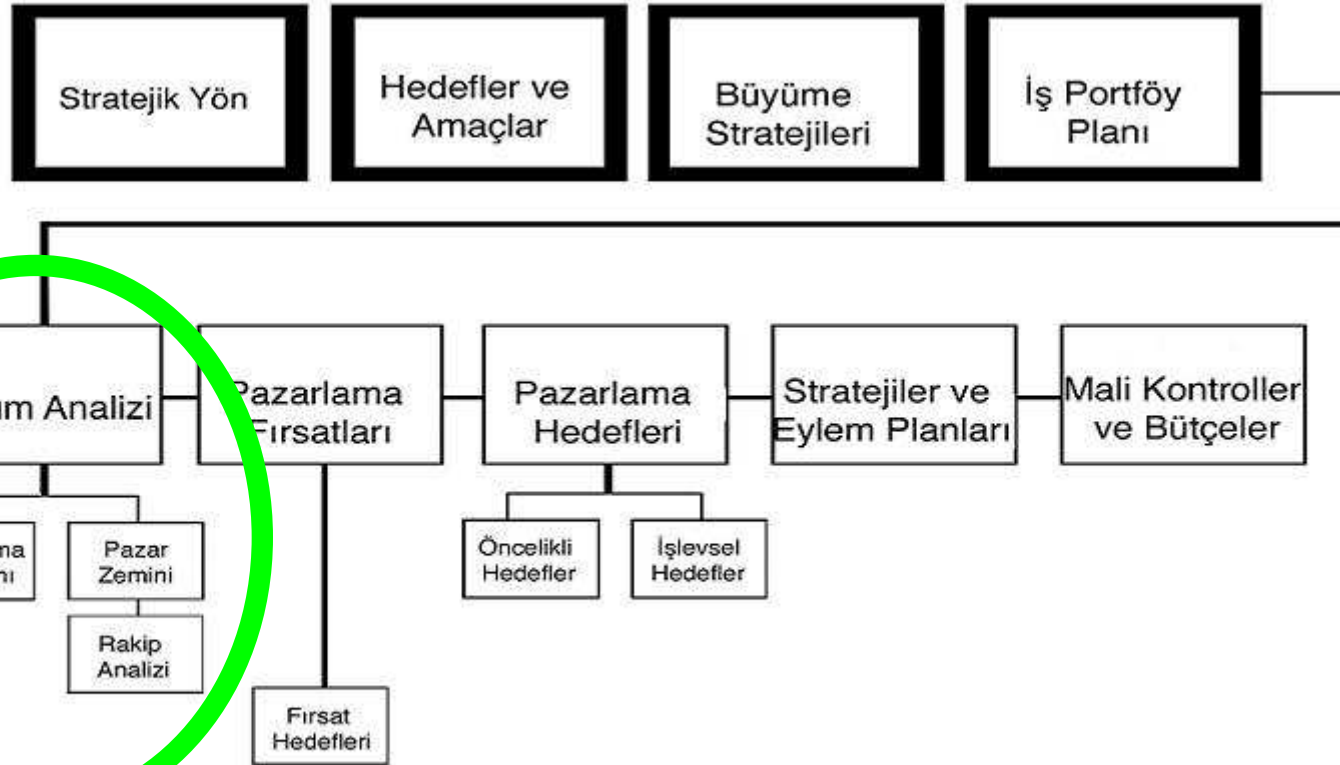 Stratejik Yön
Hedefler ve
Amaçlar
Büyüme
Stratejileri
İş Portföy
Planı
Analizi
Pazarlama
Fırsatları
Pazarlama
Hedefleri
Stratejiler ve
Eylem Planları
Mali Kontroller
ve Bütçeler
Pazar
Zemini
Rakip
Analizi
Fırsat
Hedefleri
Öncelikli
Hedefler
İşlevsel
Hedefler